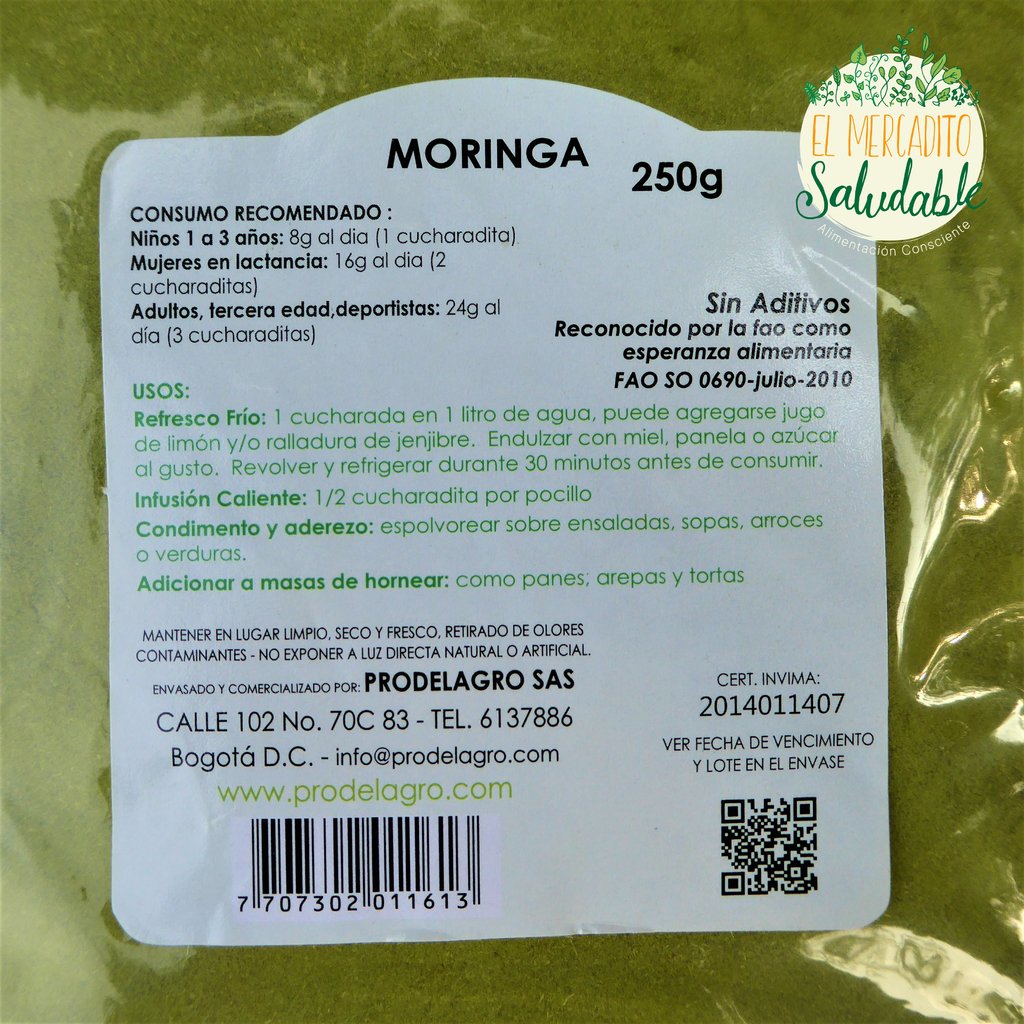 MORINGA
250g
EL MERCADITO
Saludable
Alimentación Consciente
CONSUMO RECOMENDADO :
Niños 1 a 3 años: 8g al dia (1 cucharadita)
Mujeres en lactancia: 16g al dia (2
cucharaditas)
Adultos, tercera edad,deportistas: 24g al
día (3 cucharaditas)
Sin Aditivos
Reconocido por la fao como
esperanza alimentaria
FAO SO 0690-julio-2010
USOS:
Refresco Frío: 1 cucharada en 1 litro de agua, puede agregarse jugo
de limón y/o ralladura de jenjibre. Endulzar con miel, panela o azúcar
al gusto. Revolver y refrigerar durante 30 minutos antes de consumir.
Infusión Caliente: 1/2 cucharadita por pocillo
Condimento y aderezo: espolvorear sobre ensaladas, sopas, arroces
o verduras.
Adicionar a masas de hornear: como panes; arepas y tortas
MANTENER EN LUGAR LIMPIO, SECO Y FRESCO, RETIRADO DE OLORES
CONTAMINANTES - NO EXPONER A LUZ DIRECTA NATURAL O ARTIFICIAL.
ENVASADO Y COMERCIALIZADO POR: PRODELAGRO SAS
CALLE 102 No. 70C 83 - TEL. 6137886
Bogotá D.C. - info@prodelagro.com
www.prodelagro.com
7 707302 011613
CERT. INVIMA:
2014011407
VER FECHA DE VENCIMIENTO
Y LOTE EN EL ENVASE